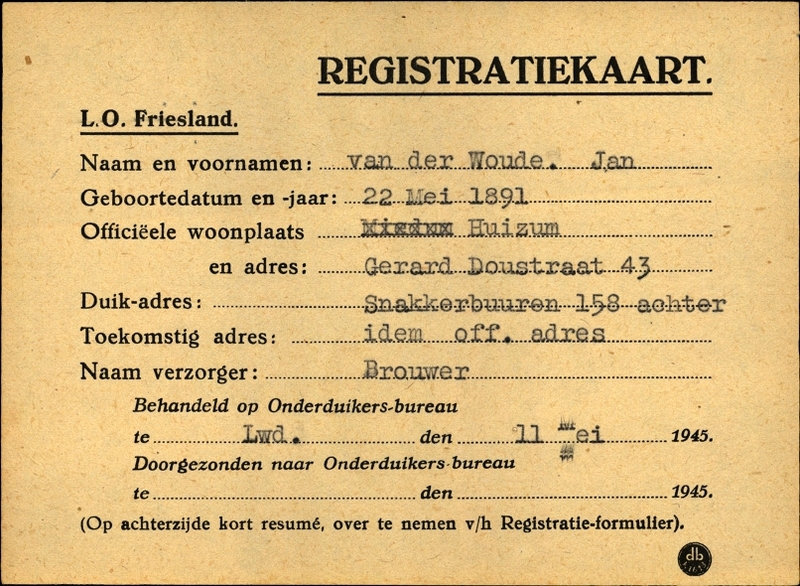 REGISTRATIEKAART.
L.O. Friesland.
Naam en voornamen: van der Woude. Jan
Geboortedatum en -jaar: 22 Mei 1891
Officiëele woonplaats Huizum
en adres: Gerard Doustraat 43
Duik-adres: Snakkerbuuren 158 achter
Toekomstig adres: idem off. adres
Naam verzorger: Brouwer
Behandeld op Onderduikers-bureau
te Lwd. den 11 Mei 1945.
Doorgezonden naar Onderduikers-bureau
te den 1945.
(Op achterzijde kort resumé, over te nemen v/h Registratie-formulier).
db